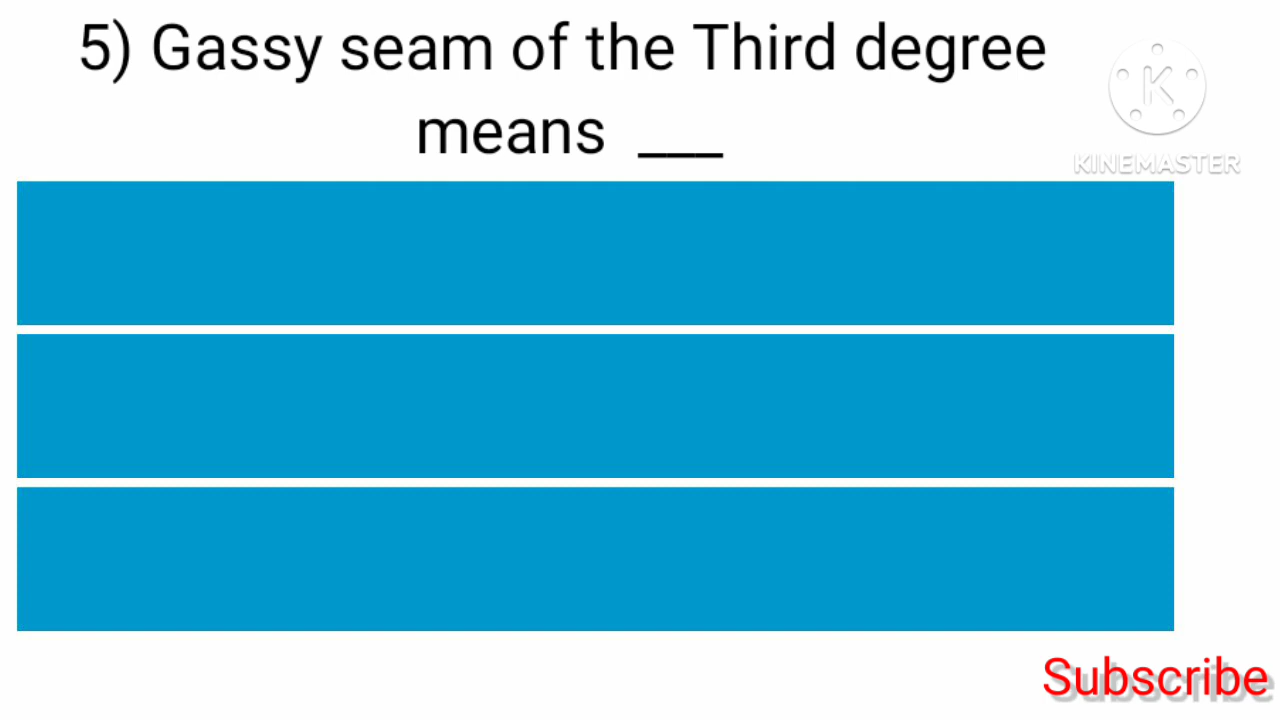 5) Gassy seam of the Third degree
means ___
K
KINEMASTER
Subscribe